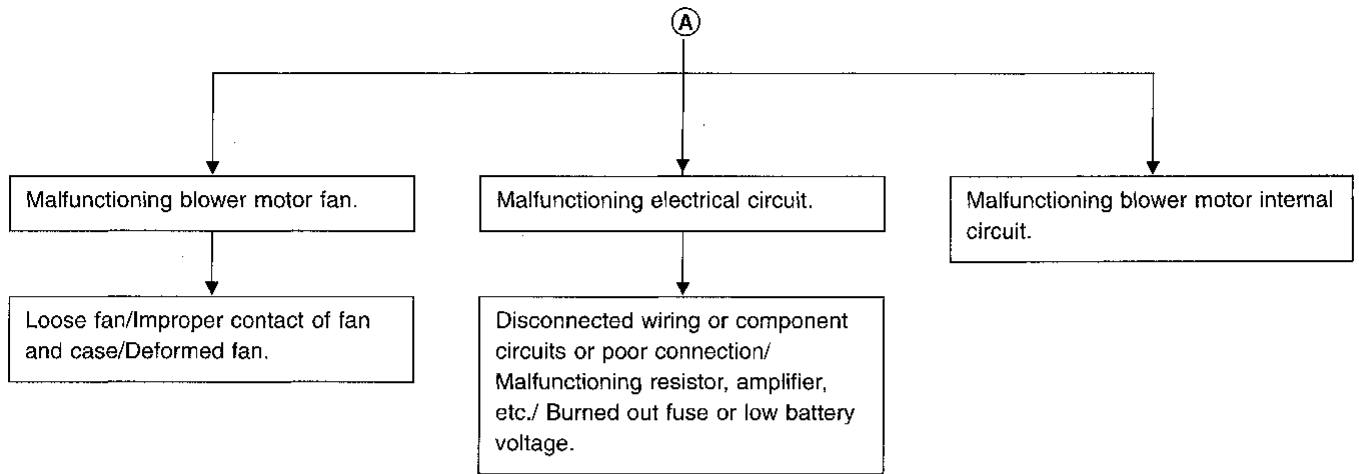 A
Malfunctioning blower motor fan.
Malfunctioning electrical circuit.
Malfunctioning blower motor internal
circuit.
Loose fan/Improper contact of fan
and case/Deformed fan.
Disconnected wiring or component
circuits or poor connection/
Malfunctioning resistor, amplifier,
etc./ Burned out fuse or low battery
voltage.